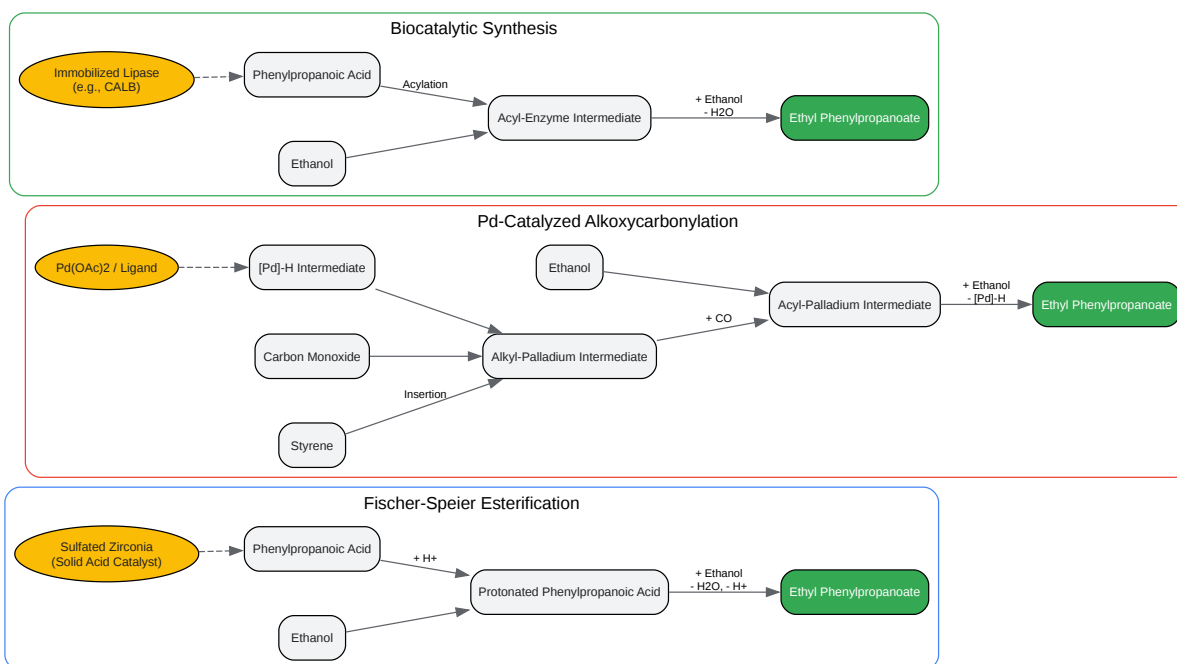 Biocatalytic Synthesis
Immobilized Lipase
(e.g., CALB)
Phenylpropanoic Acid
Acylation
Ethanol
Acyl-Enzyme Intermediate
+ Ethanol
- H2O
Ethyl Phenylpropanoate
Pd-Catalyzed Alkoxycarbonylation
Pd(OAc)2 / Ligand
[Pd]-H Intermediate
Carbon Monoxide
Styrene
Insertion
Alkyl-Palladium Intermediate
Ethanol
+ CO
Acyl-Palladium Intermediate
+ Ethanol
- [Pd]-H
Ethyl Phenylpropanoate
Fischer-Speier Esterification
Sulfated Zirconia
(Solid Acid Catalyst)
Phenylpropanoic Acid
+ H+
Ethanol
Protonated Phenylpropanoic Acid
+ Ethanol
- H2O, - H+
Ethyl Phenylpropanoate